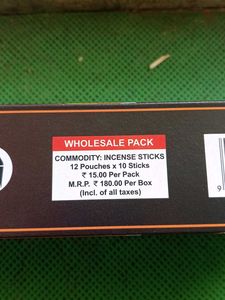 WHOLESALE PACK
COMMODITY: INCENSE STICKS
12 Pouches x 10 Sticks
₹ 15.00 Per Pack
M.R.P. ₹ 180.00 Per Box
(Incl. of all taxes)
9